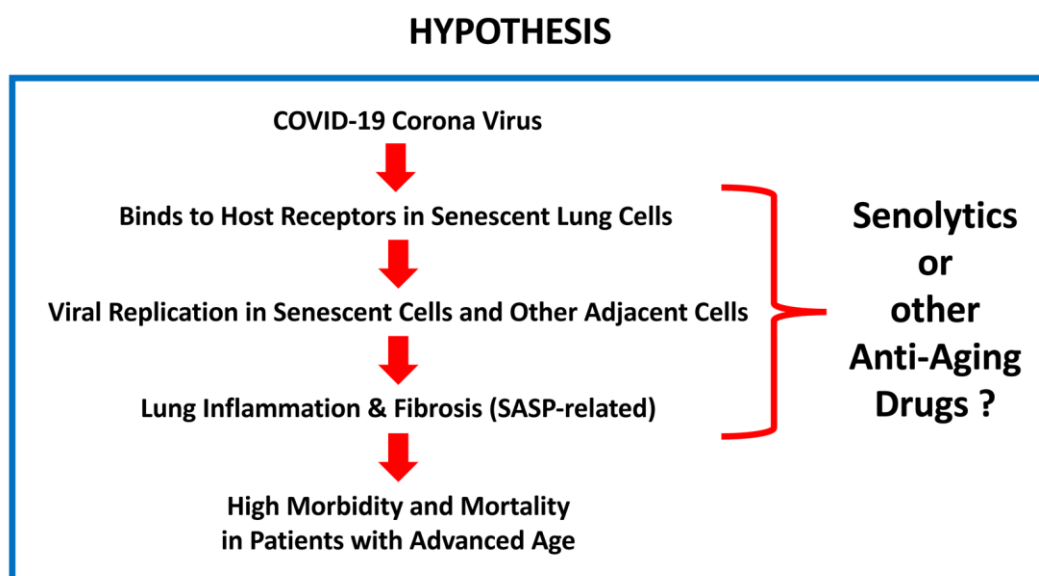 HYPOTHESIS
COVID-19 Corona Virus
Binds to Host Receptors in Senescent Lung Cells
Viral Replication in Senescent Cells and Other Adjacent Cells
Lung Inflammation & Fibrosis (SASP-related)
High Morbidity and Mortality
in Patients with Advanced Age
Senolytics
or
other
Anti-Aging
Drugs ?